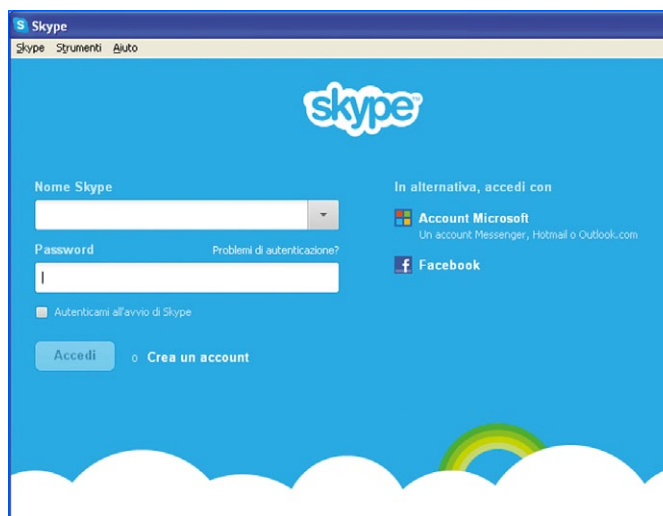 Skype
Skype Strumenti Aiuto
skype™
Nome Skype
Password Problemi di autenticazione?
Autenticami all'avvio di Skype
Accedi o Crea un account
In alternativa, accedi con
Account Microsoft
Un account Messenger, Hotmail o Outlook.com
Facebook